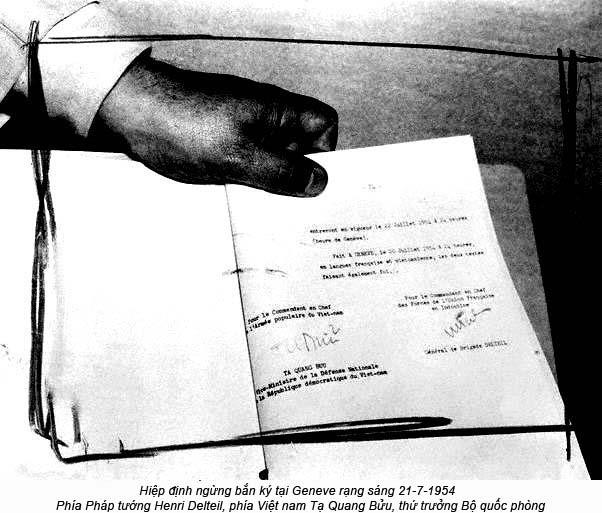 entreront en vigueur le 22 Juillet 1954 à 24 heures
(heure de Genève).
Fait à GENEVE, le 20 Juillet 1954 à 24 heures,
en langues française et vietnamienne, les deux textes
faisant également foi.
Pour le Commandant en Chef
des Forces de l'Union Française
en Indochine
Général de Brigade DELTEIL
Pour le Commandant en Chef
l'Armée populaire du Viet-nam
TA QUANG BUU
Vice-Ministre de la Défense Nationale
la République démocratique du Viet-nam
Hiệp định ngừng bắn ký tại Geneve rạng sáng 21-7-1954
Phía Pháp tướng Henri Delteil, phía Việt nam Tạ Quang Bửu, thứ trưởng Bộ quốc phòng